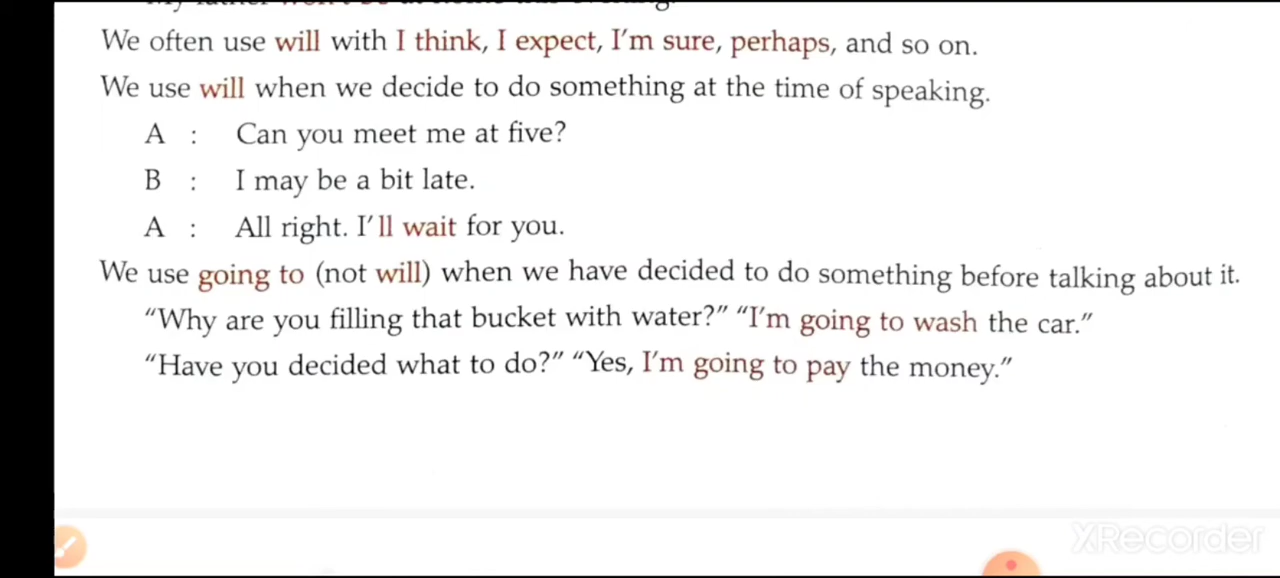 We often use will with I think, I expect, I'm sure, perhaps, and so on.
We use will when we decide to do something at the time of speaking.
A : Can you meet me at five?
B : I may be a bit late.
A : All right. I'll wait for you.
We use going to (not will) when we have decided to do something before talking about it.
"Why are you filling that bucket with water?" "I'm going to wash the car."
"Have you decided what to do?" "Yes, I'm going to pay the money."
XRecorder